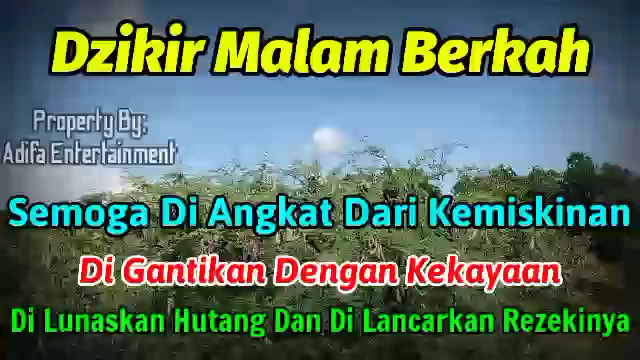 Dzikir Malam Berkah
Property By:
Adifa Entertainment
Semoga Di Angkat Dari Kemiskinan
Di Gantikan Dengan Kekayaan
Di Lunaskan Hutang Dan Di Lancarkan Rezekinya